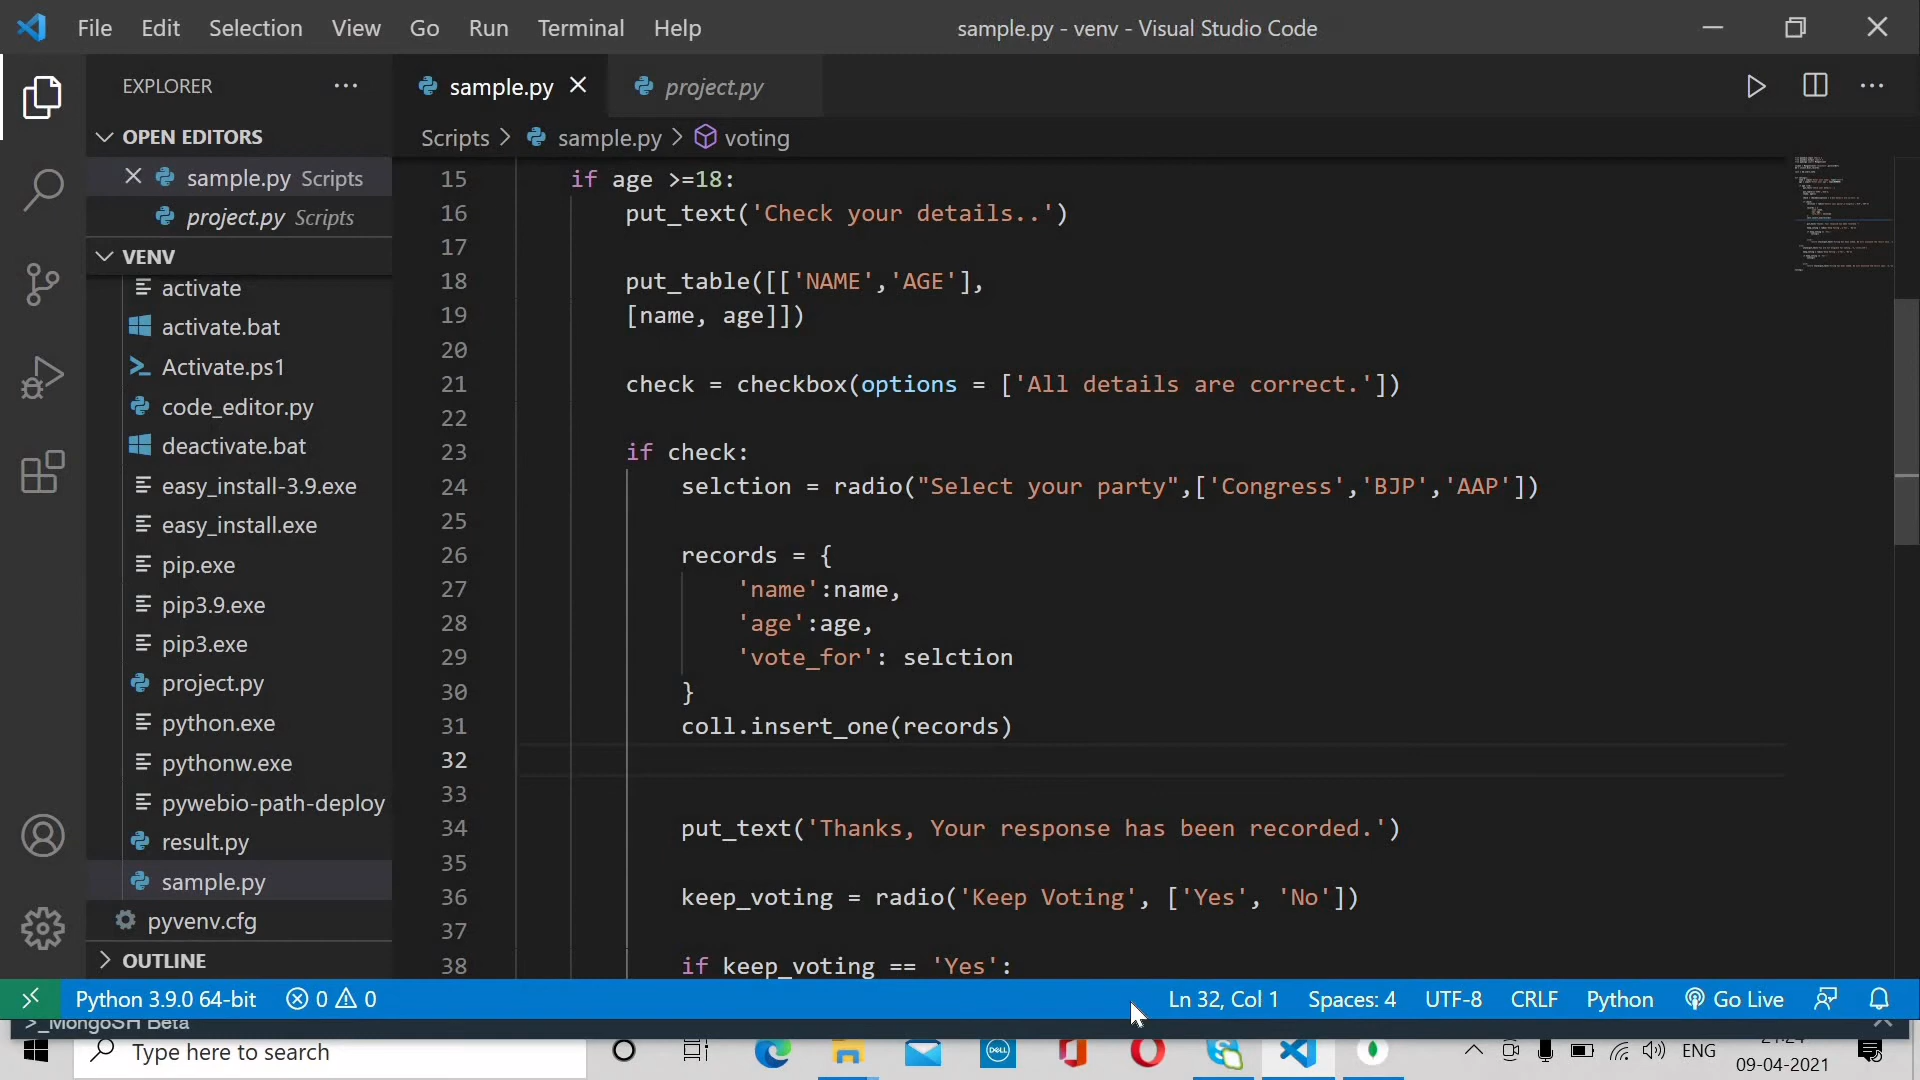 File Edit Selection View Go Run Terminal Help sample.py - venv - Visual Studio Code
EXPLORER
sample.py
project.py
OPEN EDITORS
Scripts > sample.py > voting
sample.py Scripts
project.py Scripts
VENV
activate
activate.bat
Activate.ps1
code_editor.py
deactivate.bat
easy_install-3.9.exe
easy_install.exe
pip.exe
pip3.9.exe
pip3.exe
project.py
python.exe
pythonw.exe
pywebio-path-deploy
result.py
sample.py
pyvenv.cfg
OUTLINE
15 if age >=18:
16 put_text('Check your details..')
17
18 put_table([['NAME','AGE'],
19 [name, age]])
20
21 check = checkbox(options = ['All details are correct.'])
22
23 if check:
24 selction = radio("Select your party",['Congress','BJP','AAP'])
25
26 records = {
27 'name':name,
28 'age':age,
29 'vote_for': selction
30 }
31 coll.insert_one(records)
32
33
34 put_text('Thanks, Your response has been recorded.')
35
36 keep_voting = radio('Keep Voting', ['Yes', 'No'])
37
38 if keep_voting == 'Yes':
Python 3.9.0 64-bit 0 0 Ln 32, Col 1 Spaces: 4 UTF-8 CRLF Python Go Live
>_MongoSH Beta
Type here to search
DELL
ENG
21:24
09-04-2021